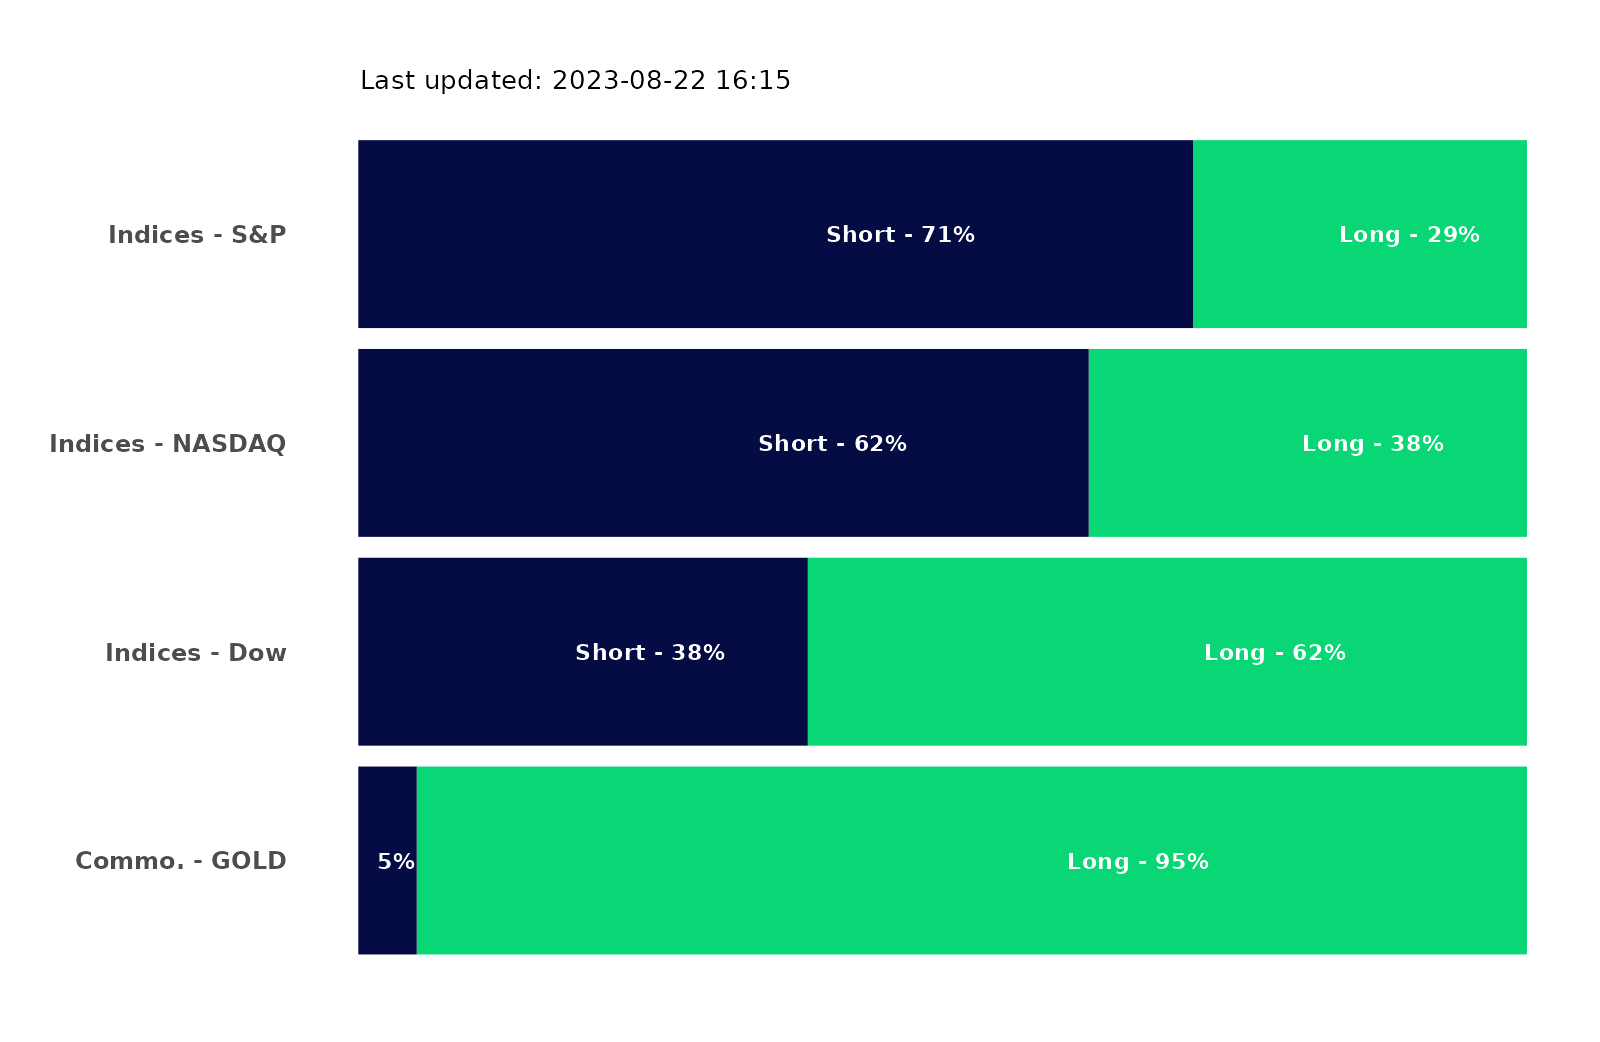 Last updated: 2023-08-22 16:15
Indices - S&P Short - 71% Long - 29%
Indices - NASDAQ Short - 62% Long - 38%
Indices - Dow Short - 38% Long - 62%
Commo. - GOLD 5% Long - 95%